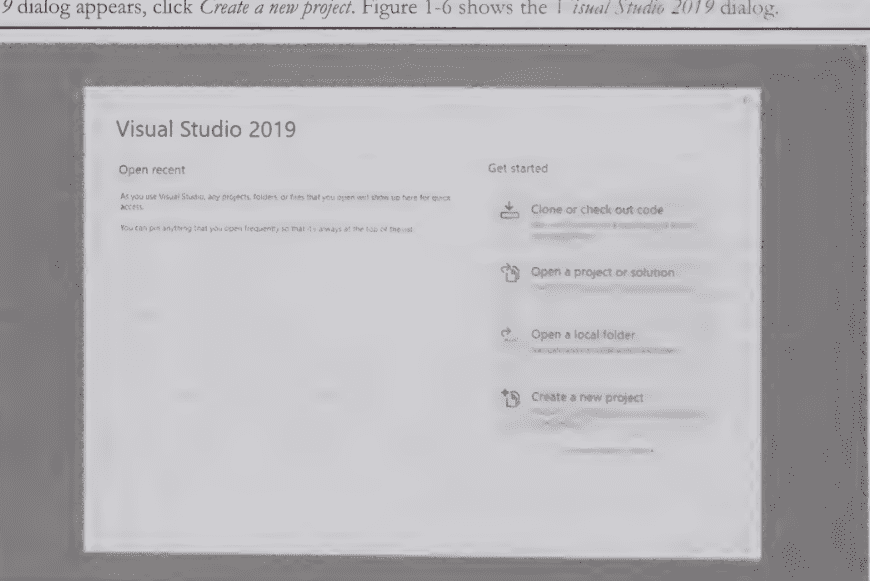 9 dialog appears, click Create a new project. Figure 1-6 shows the Visual Studio 2019 dialog.
Visual Studio 2019
Open recent
As you use Visual Studio, any projects, folders, or files that you open will show up here for quick
access.
You can pin anything that you open frequently so that it's always at the top of the list.
Get started
Clone or check out code
Open a project or solution
Open a local folder
Create a new project